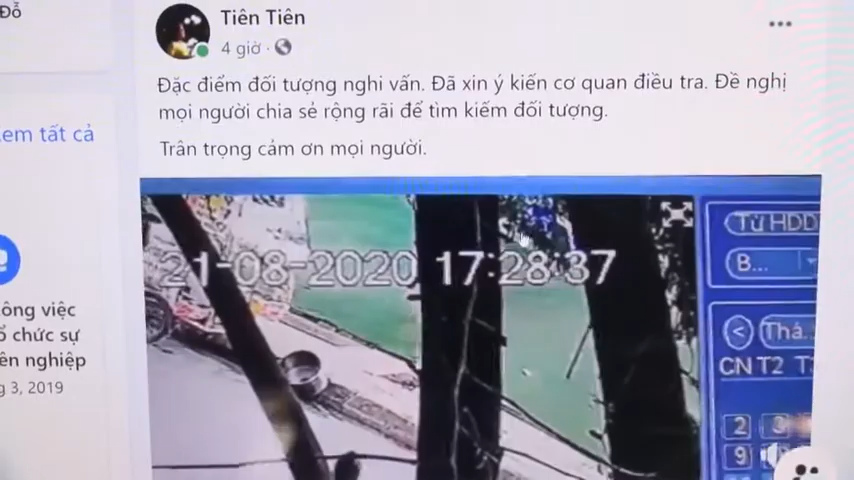 Đỗ
Tiên Tiên
4 giờ ·
Đặc điểm đối tượng nghi vấn. Đã xin ý kiến cơ quan điều tra. Đề nghị
mọi người chia sẻ rộng rãi để tìm kiếm đối tượng.
em tất cả
Trân trọng cảm ơn mọi người.
21-08-2020 17:28:37
Từ HDD
B...
ông việc
ổ chức sự
ên nghiệp
g 3, 2019
< Thá..
CN T2 T
2
9